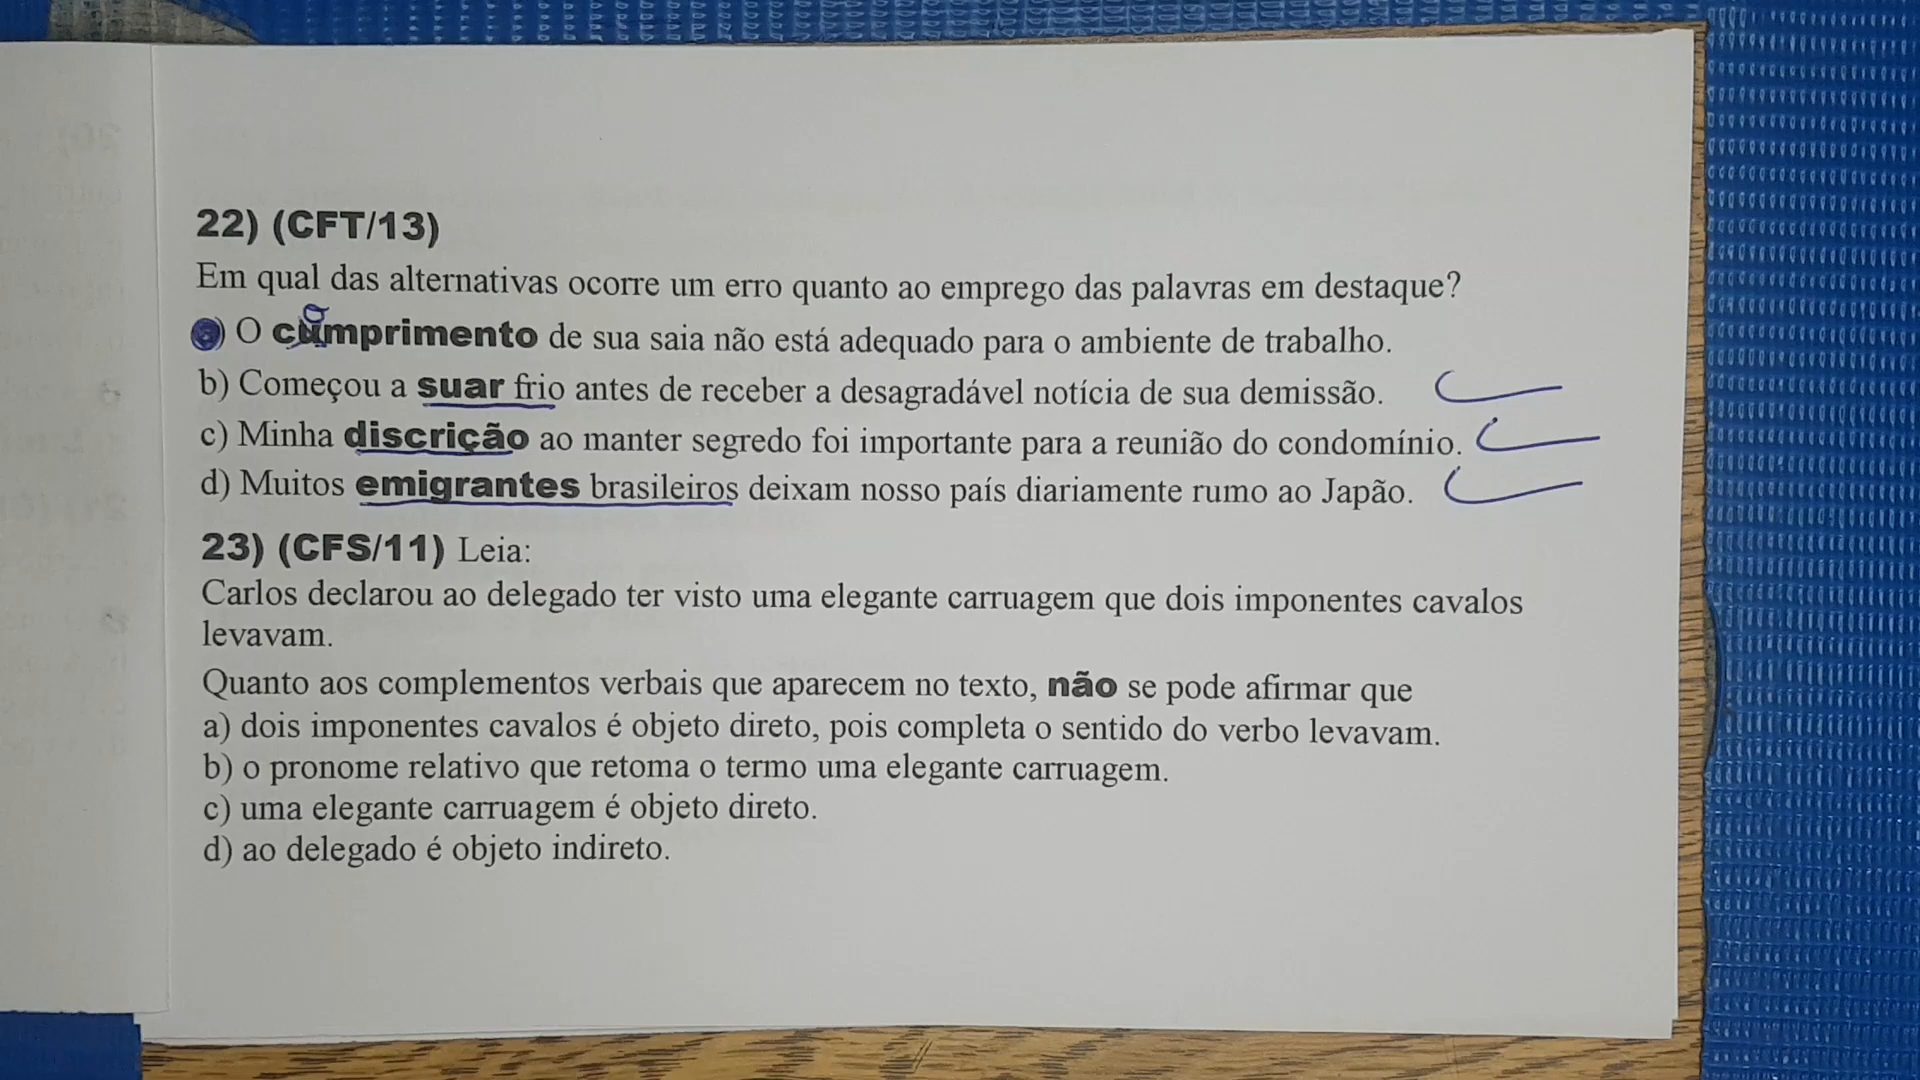 22) (CFT/13)
Em qual das alternativas ocorre um erro quanto ao emprego das palavras em destaque?
a) O cumprimento de sua saia não está adequado para o ambiente de trabalho.
b) Começou a suar frio antes de receber a desagradável notícia de sua demissão.
c) Minha discrição ao manter segredo foi importante para a reunião do condomínio.
d) Muitos emigrantes brasileiros deixam nosso país diariamente rumo ao Japão.
23) (CFS/11) Leia:
Carlos declarou ao delegado ter visto uma elegante carruagem que dois imponentes cavalos
levavam.
Quanto aos complementos verbais que aparecem no texto, não se pode afirmar que
a) dois imponentes cavalos é objeto direto, pois completa o sentido do verbo levavam.
b) o pronome relativo que retoma o termo uma elegante carruagem.
c) uma elegante carruagem é objeto direto.
d) ao delegado é objeto indireto.